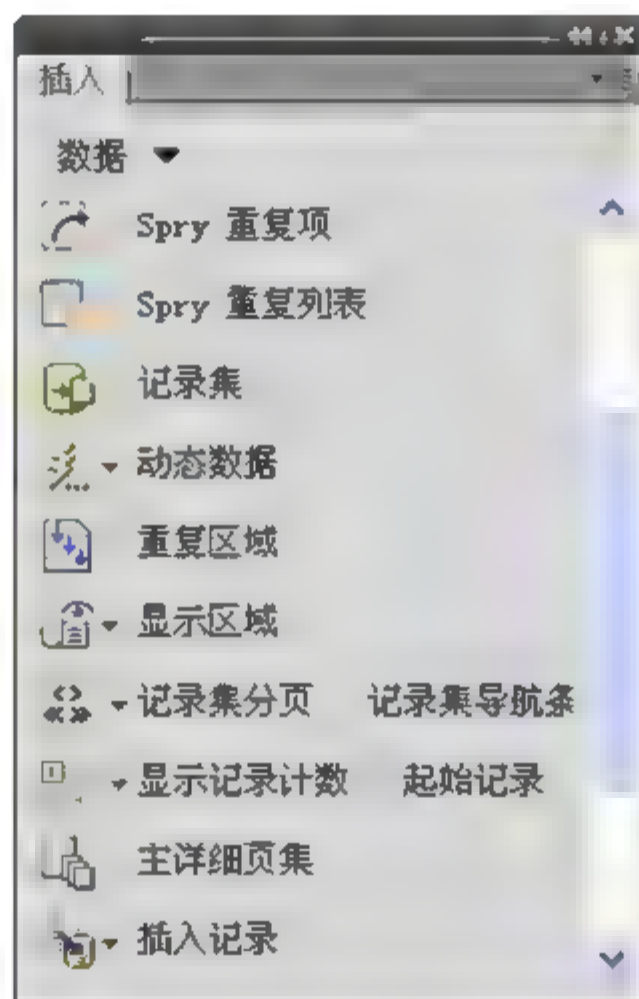 插入
数据
Spry 重复项
Spry 重复列表
记录集
动态数据
重复区域
显示区域
记录集分页 记录集导航条
显示记录计数 起始记录
主详细页集
插入记录